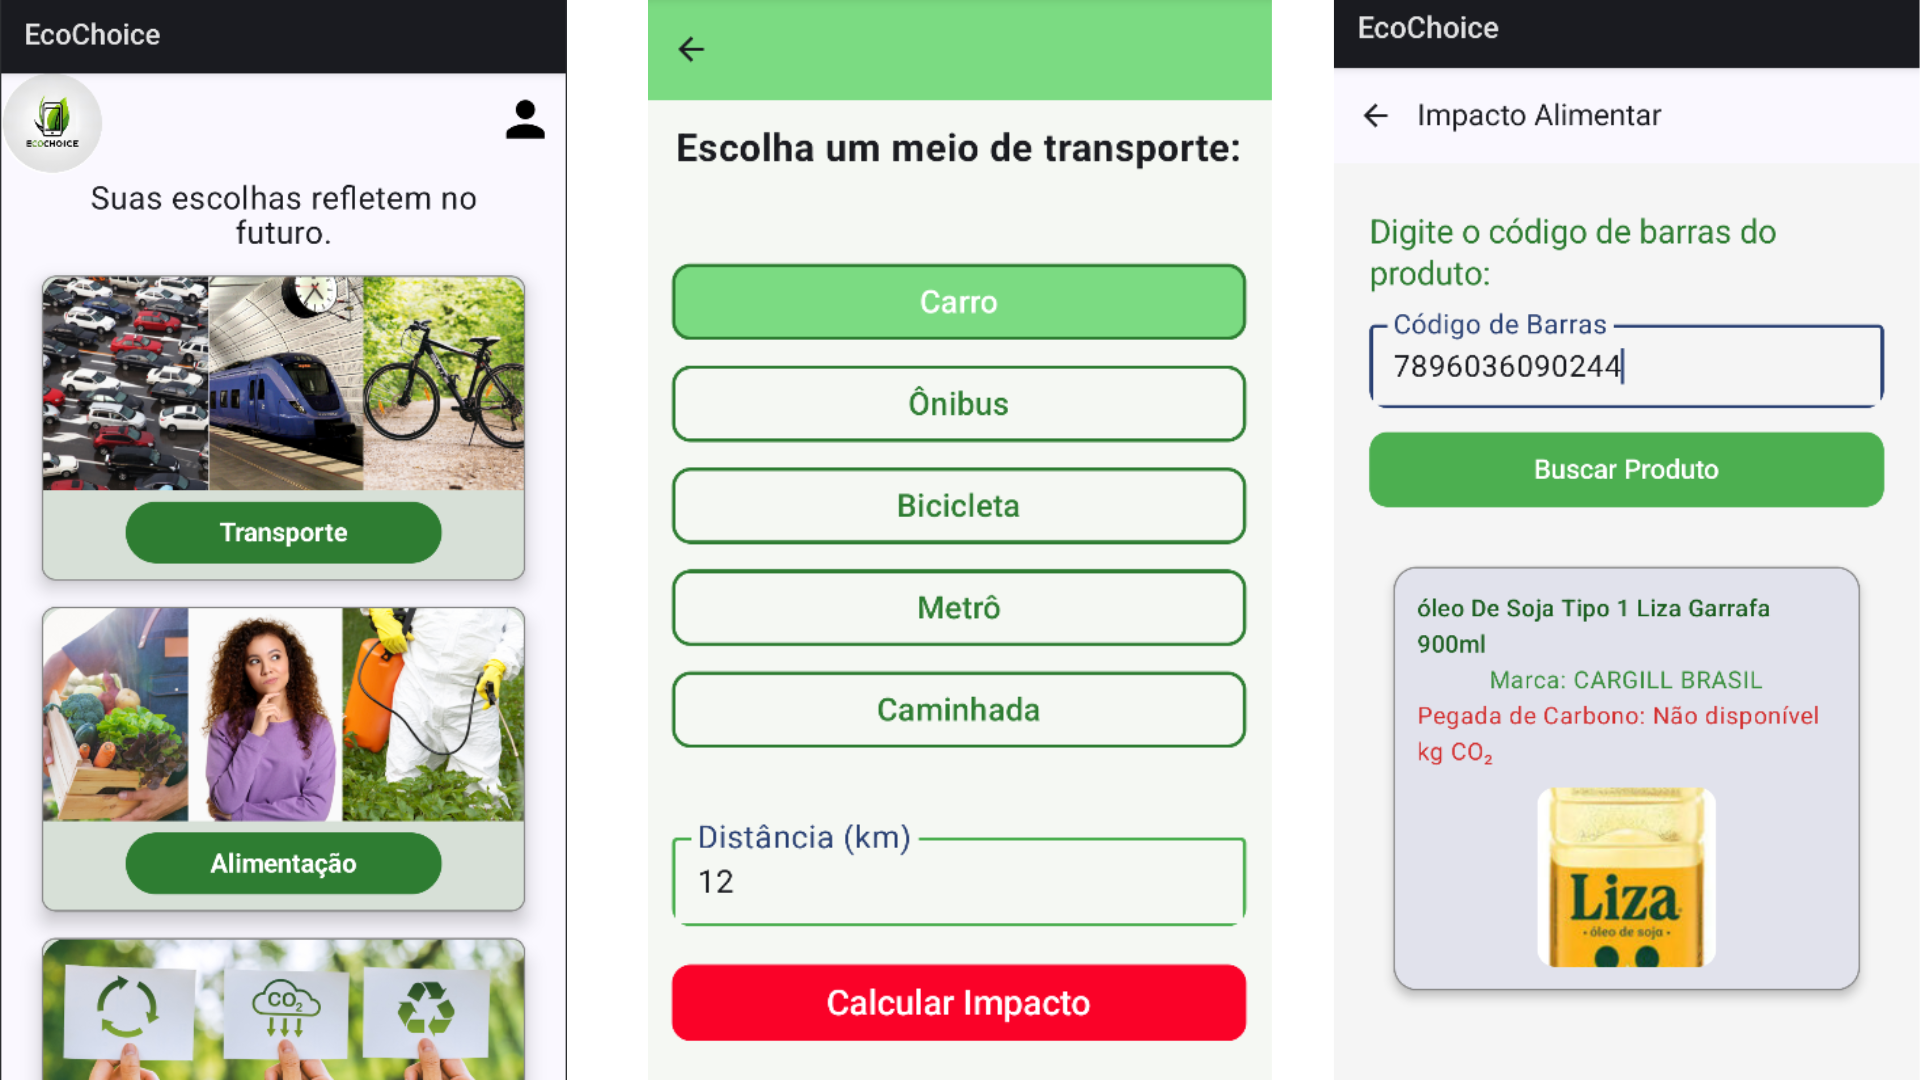 EcoChoice
ECOCHOICE
Suas escolhas refletem no
futuro.
Transporte
Alimentação
CO₂
Escolha um meio de transporte:
Carro
Ônibus
Bicicleta
Metrô
Caminhada
Distância (km)
12
Calcular Impacto
EcoChoice
Impacto Alimentar
Digite o código de barras do
produto:
Código de Barras
7896036090244
Buscar Produto
óleo De Soja Tipo 1 Liza Garrafa
900ml
Marca: CARGILL BRASIL
Pegada de Carbono: Não disponível
kg CO₂
Liza
• óleo de soja •